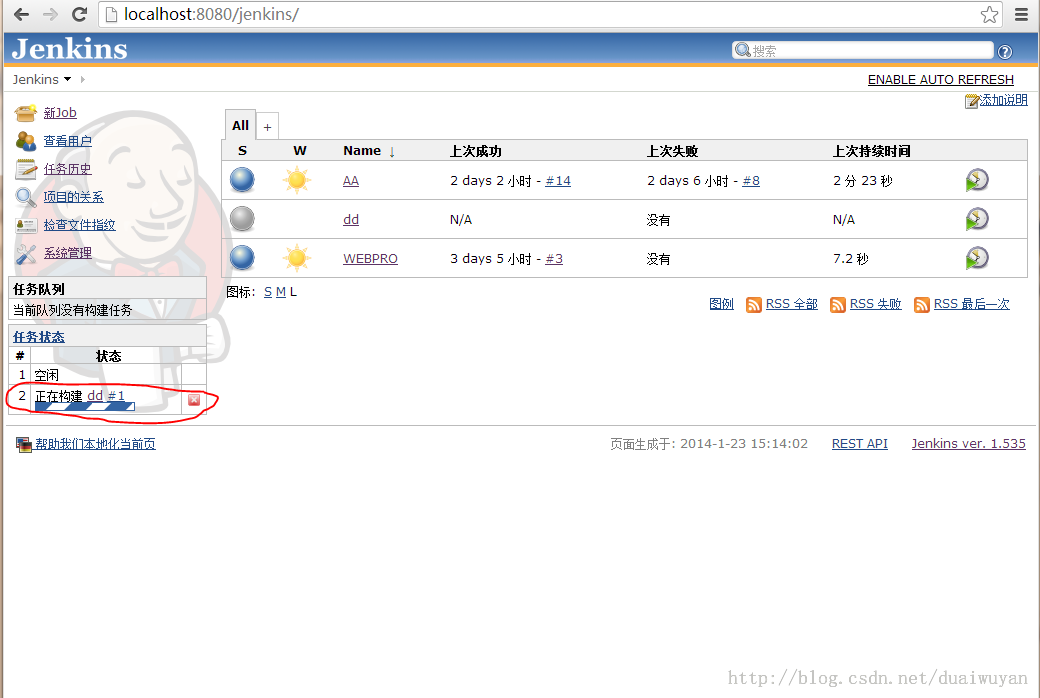 localhost:8080/jenkins/
Jenkins
搜索
Jenkins
ENABLE AUTO REFRESH
添加说明
新Job
查看用户
任务历史
项目的关系
检查文件指纹
系统管理
任务队列
当前队列没有构建任务
任务状态
# 状态
1 空闲
2 正在构建 dd #1
All +
S W Name ↓ 上次成功 上次失败 上次持续时间
AA 2 days 2 小时 - #14 2 days 6 小时 - #8 2 分 23 秒
dd N/A 没有 N/A
WEBPRO 3 days 5 小时 - #3 没有 7.2 秒
图标: S M L
图例 RSS 全部 RSS 失败 RSS 最后一次
帮助我们本地化当前页
页面生成于: 2014-1-23 15:14:02 REST API Jenkins ver. 1.535
http://blog.csdn.net/duaiwuyan